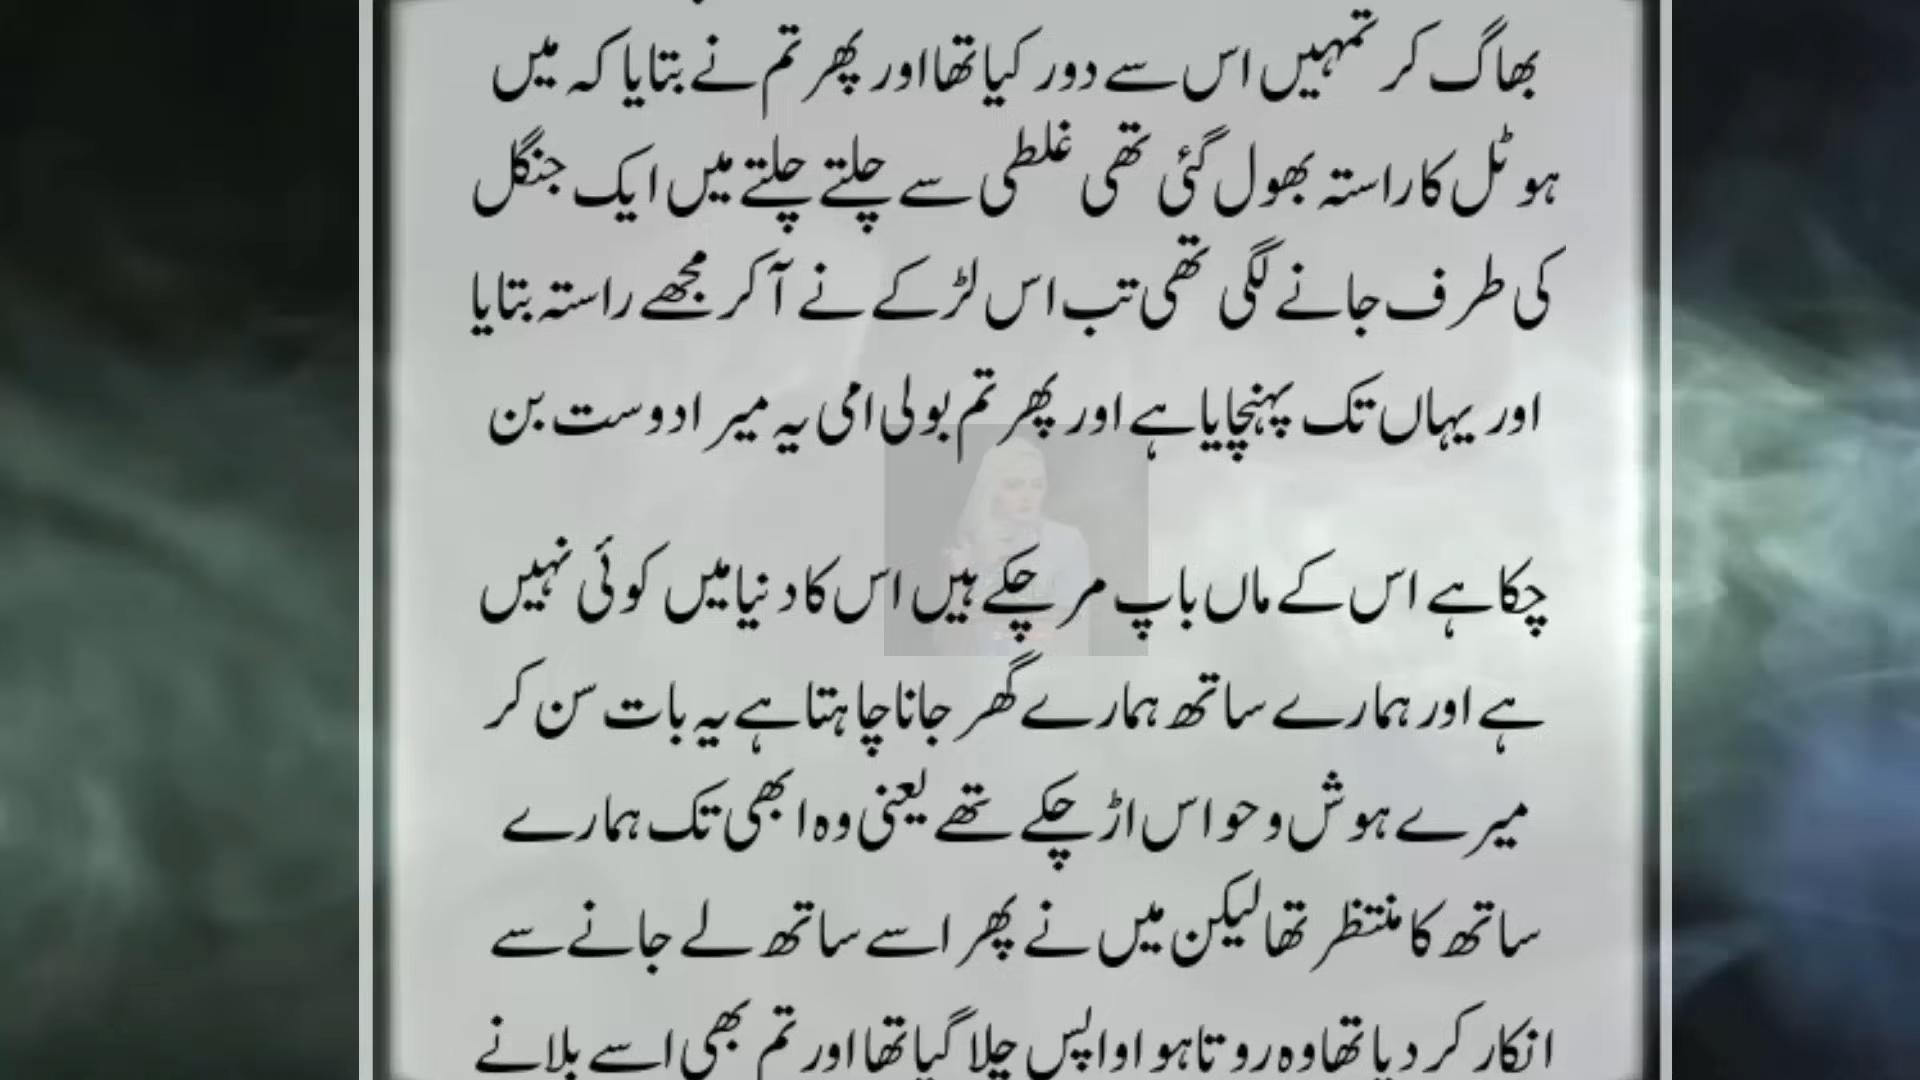 بھاگ کر تمہیں اس سے دور کیا تھا اور پھر تم نے بتایا کہ میں
ہوٹل کا راستہ بھول گئی تھی غلطی سے چلتے چلتے میں ایک جنگل
کی طرف جانے لگی تھی تب اس لڑکے نے آکر مجھے راستہ بتایا
اور یہاں تک پہنچایا ہے اور پھر تم بولی امی یہ میرا دوست بن
چکا ہے اس کے ماں باپ مر چکے ہیں اس کا دنیا میں کوئی نہیں
ہے اور ہمارے ساتھ ہمارے گھر جانا چاہتا ہے یہ بات سن کر
میرے ہوش و حواس اڑ چکے تھے یعنی وہ ابھی تک ہمارے
ساتھ کا منتظر تھا لیکن میں نے پھر اسے ساتھ لے جانے سے
انکار کر دیا تھا وہ روتا ہوا واپس چلا گیا تھا اور تم بھی اسے بلانے